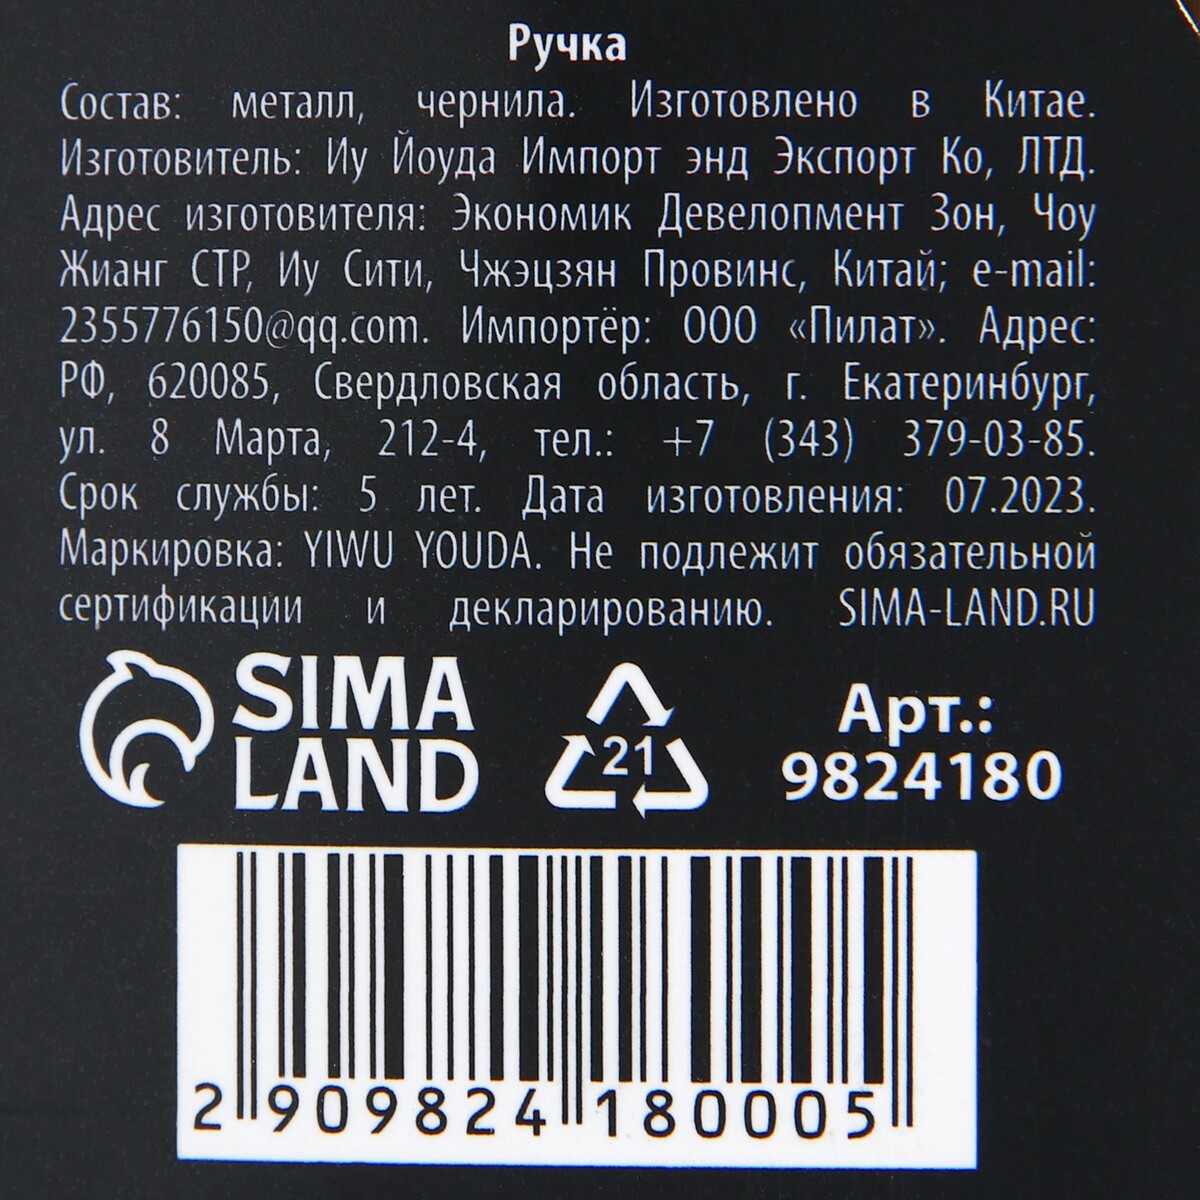 Ручка
Состав: металл, чернила. Изготовлено в Китае.
Изготовитель: Иу Йоуда Импорт энд Экспорт Ко, ЛТД.
Адрес изготовителя: Экономик Девелопмент Зон, Чоу
Жианг СТР, Иу Сити, Чжэцзян Провинс, Китай; e-mail:
2355776150@qq.com. Импортёр: ООО «Пилат». Адрес:
РФ, 620085, Свердловская область, г. Екатеринбург,
ул. 8 Марта, 212-4, тел.: +7 (343) 379-03-85.
Срок службы: 5 лет. Дата изготовления: 07.2023.
Маркировка: YIWU YOUDA. Не подлежит обязательной
сертификации и декларированию. SIMA-LAND.RU
SIMA
LAND
21
Арт.:
9824180
2 909824 180005